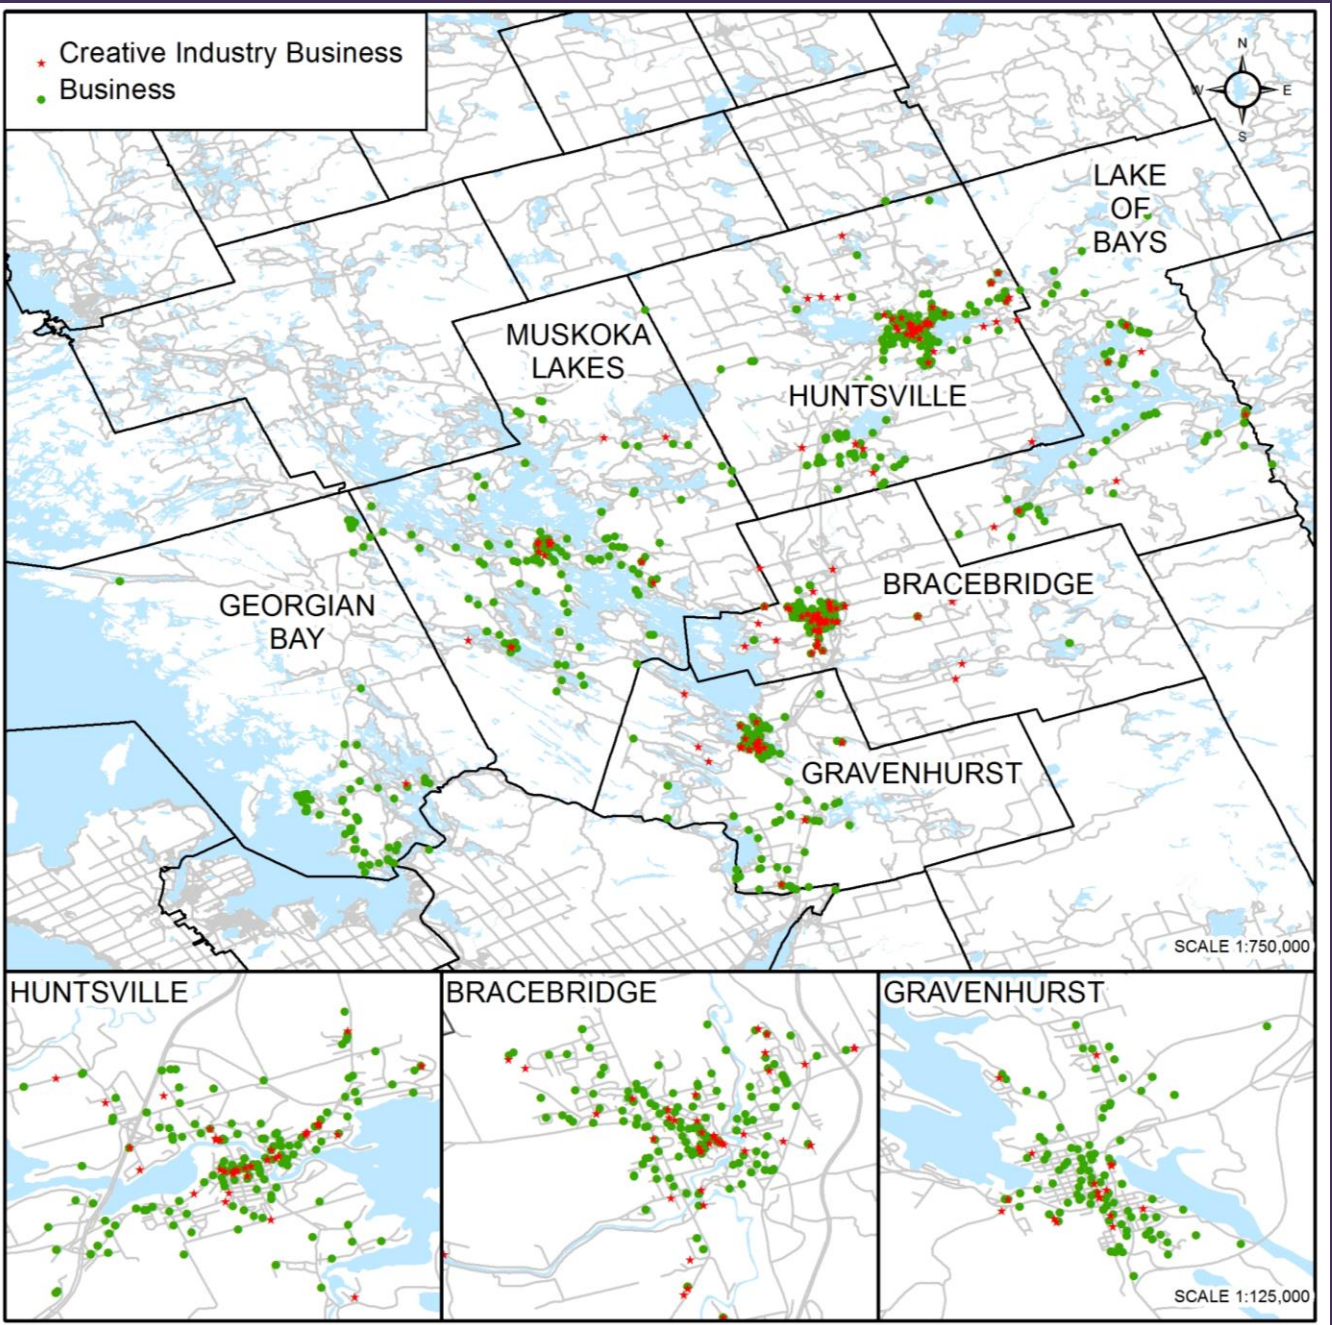 Creative Industry Business
Business
N
W E
S
LAKE
OF
BAYS
MUSKOKA
LAKES
HUNTSVILLE
BRACEBRIDGE
GEORGIAN
BAY
GRAVENHURST
SCALE 1:750,000
HUNTSVILLE
BRACEBRIDGE
GRAVENHURST
SCALE 1:125,000